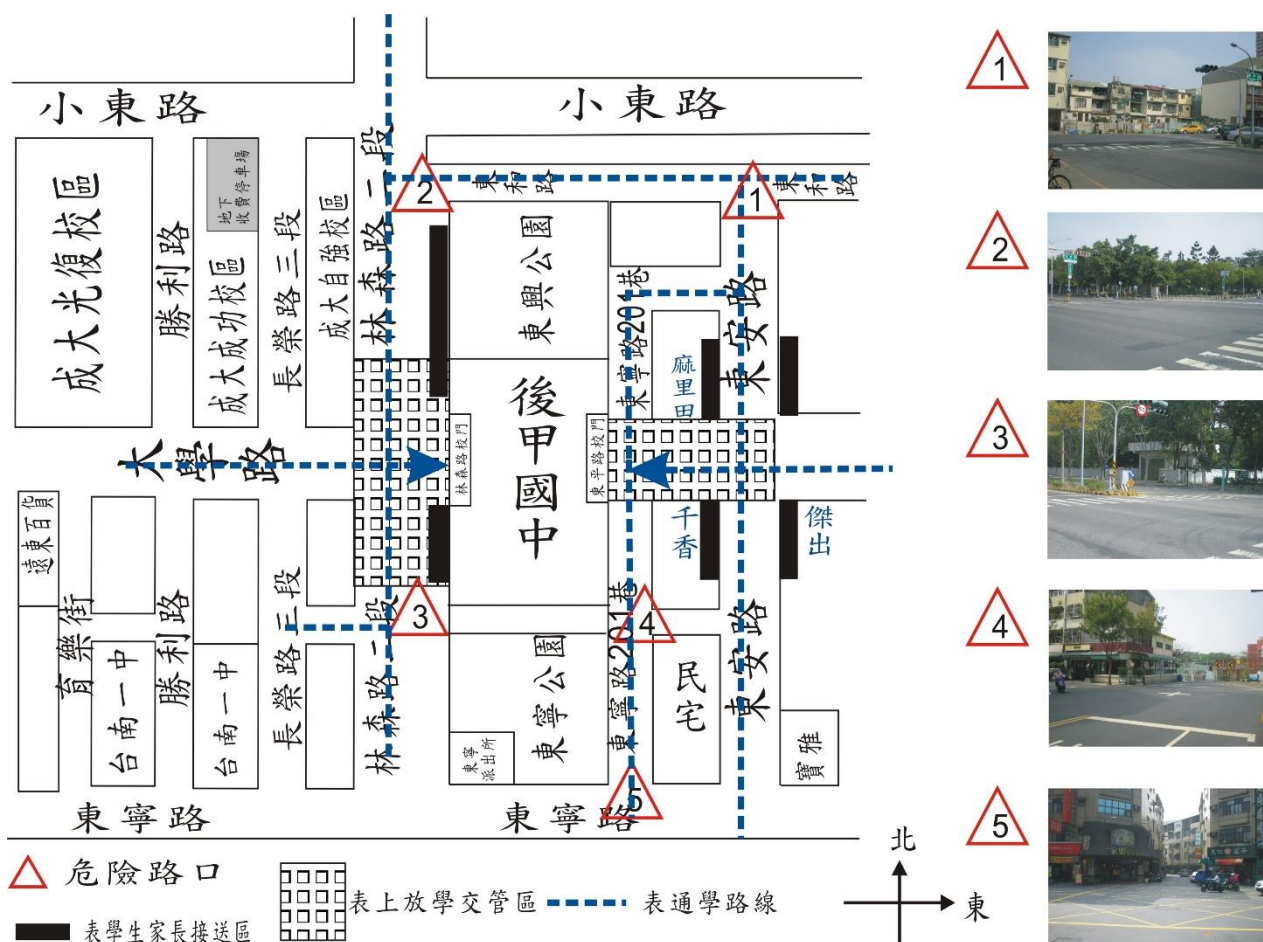 小東路
小東路
1
2
東和路
1
東和路
2
3
4
5
成大光復校區
勝利路
地下
收費停車場
成大成功校區
長榮路三段
成大自強校區
林森路二段
東興公園
東寧路201巷
東安路
麻里田
大學路
林森路校門
後甲國中
東平路校門
遠東百貨
千香
傑出
育樂街
台南一中
勝利路
台南一中
長榮路三段
林森路一段
3
東寧公園
東寧
派出所
東寧路201巷
4
民宅
東安路
寶雅
5
東寧路
東寧路
危險路口
表學生家長接送區
表上放學交管區
表通學路線
北
東